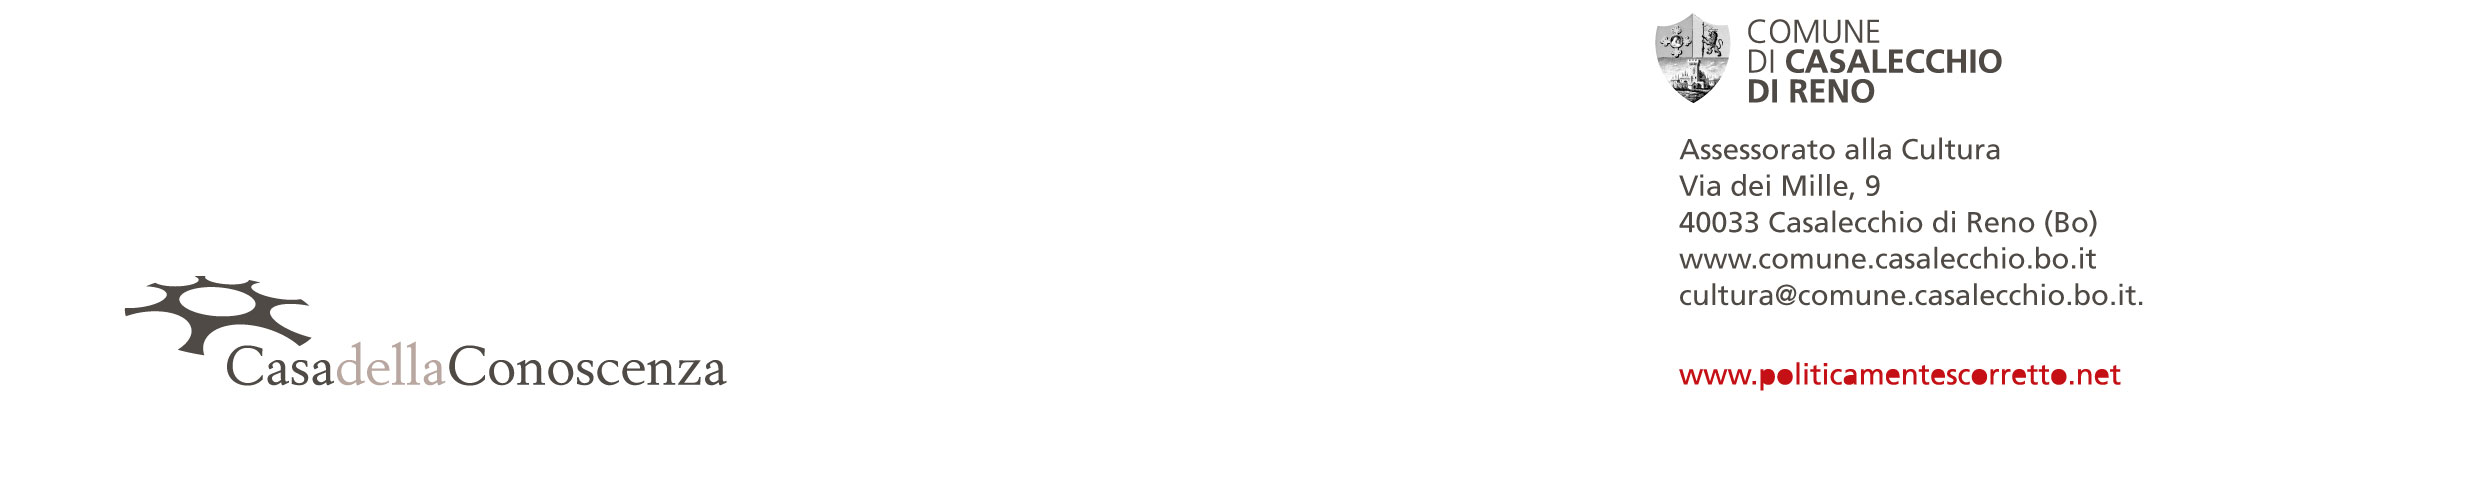 COMUNE
DI CASALECCHIO
DI RENO
Assessorato alla Cultura
Via dei Mille, 9
40033 Casalecchio di Reno (Bo)
www.comune.casalecchio.bo.it
cultura@comune.casalecchio.bo.it.
www.politicamentescorretto.net
CasadellaConoscenza